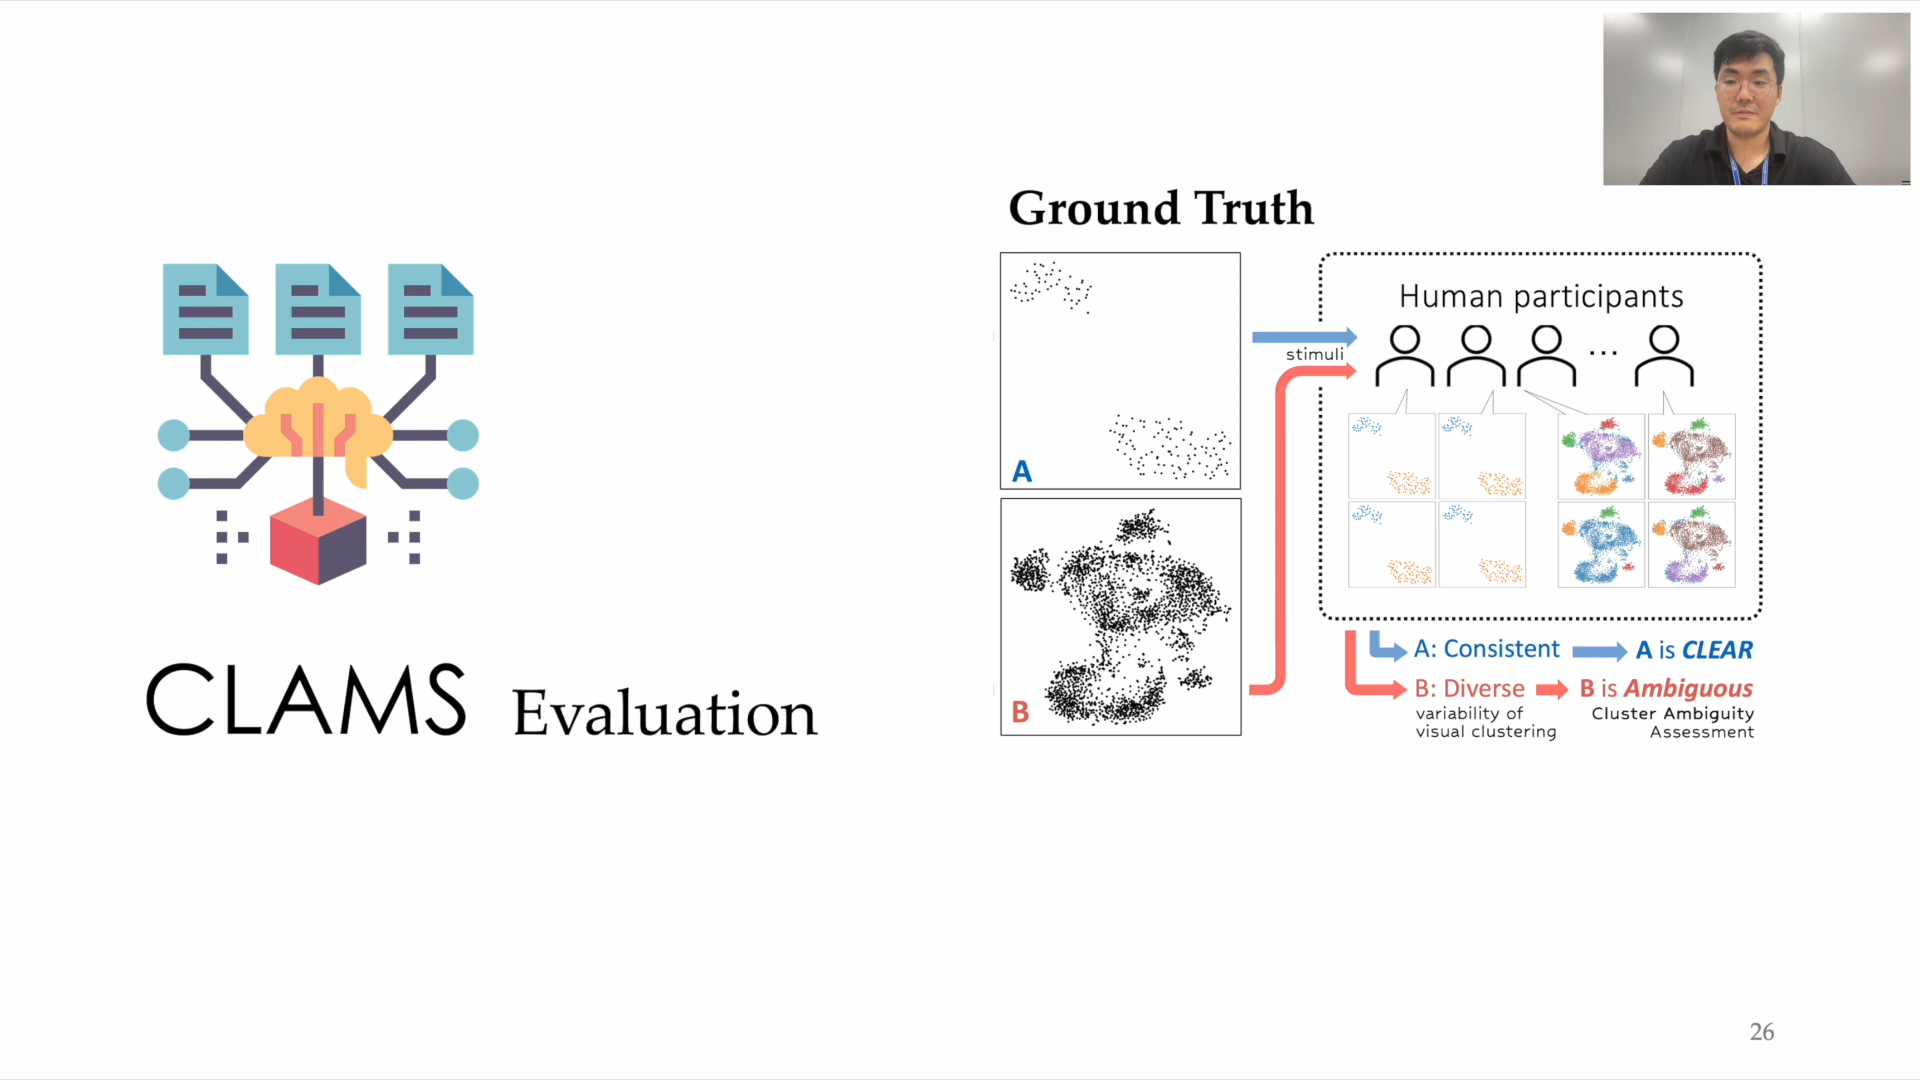 Ground Truth
Human participants
stimuli
...
A
B
CLAMS Evaluation
A: Consistent
A is CLEAR
B: Diverse
B is Ambiguous
variability of
visual clustering
Cluster Ambiguity
Assessment
26